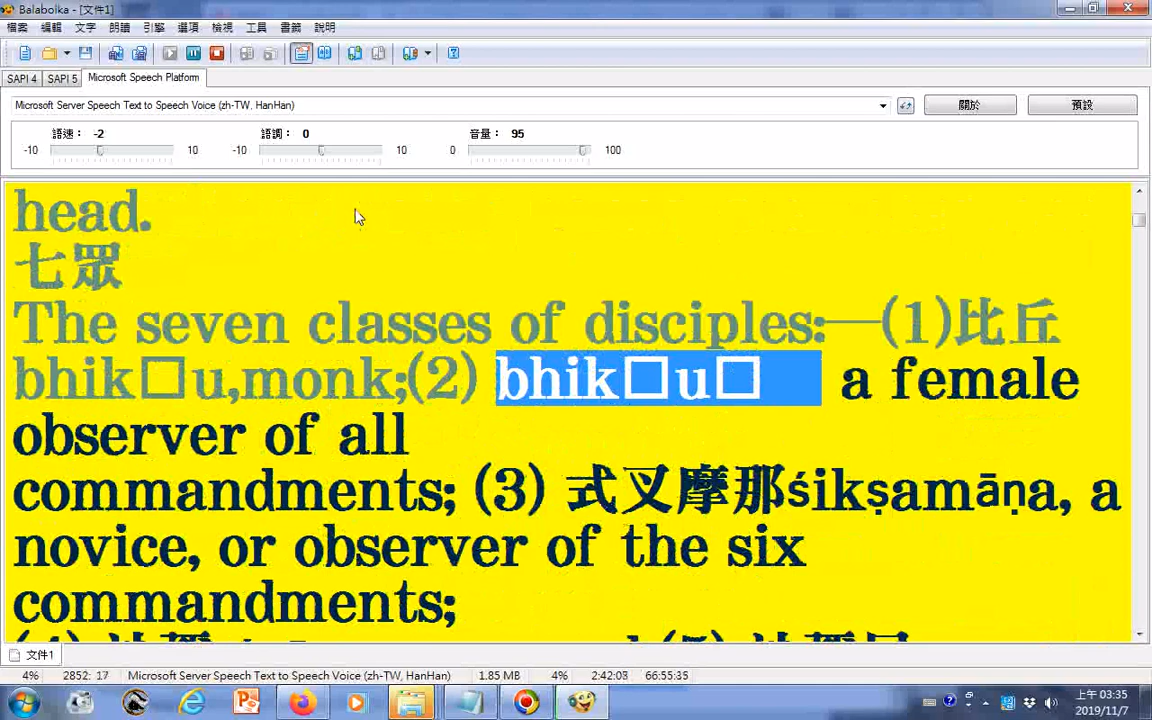 Balabolka - [文件1]
檔案 編輯 文字 朗讀 引擎 選項 檢視 工具 書籤 說明
SAPI 4 SAPI 5 Microsoft Speech Platform
Microsoft Server Speech Text to Speech Voice (zh-TW, HanHan) 關於 預設
語速： -2 語調： 0 音量： 95
-10 10 -10 10 0 100
head.
七眾
The seven classes of disciples:—(1)比丘
bhik□u,monk;(2) bhik□u□ a female
observer of all
commandments; (3) 式叉摩那śikṣamāṇa, a
novice, or observer of the six
commandments;
文件1
4% 2852: 17 Microsoft Server Speech Text to Speech Voice (zh-TW, HanHan) 1.85 MB 4% 2:42:03 66:55:35
上午 03:35
2019/11/7